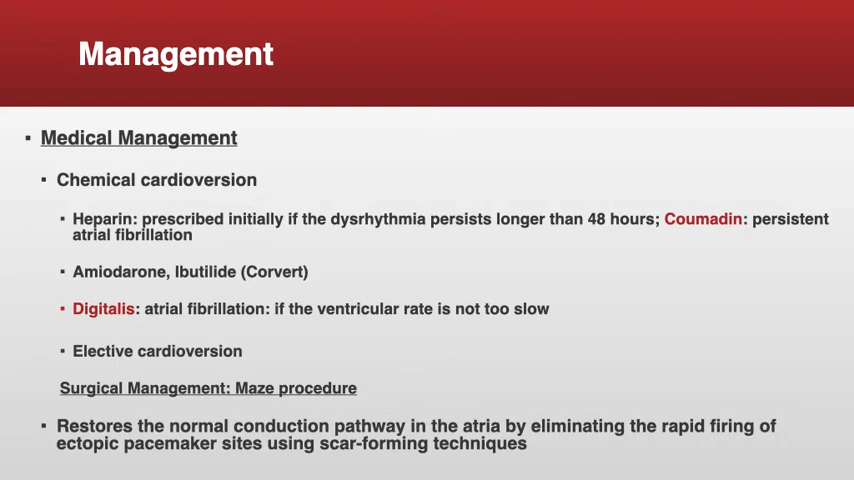 Management
▪ Medical Management
▪ Chemical cardioversion
▪ Heparin: prescribed initially if the dysrhythmia persists longer than 48 hours; Coumadin: persistent
atrial fibrillation
▪ Amiodarone, Ibutilide (Corvert)
▪ Digitalis: atrial fibrillation: if the ventricular rate is not too slow
▪ Elective cardioversion
Surgical Management: Maze procedure
▪ Restores the normal conduction pathway in the atria by eliminating the rapid firing of
ectopic pacemaker sites using scar-forming techniques